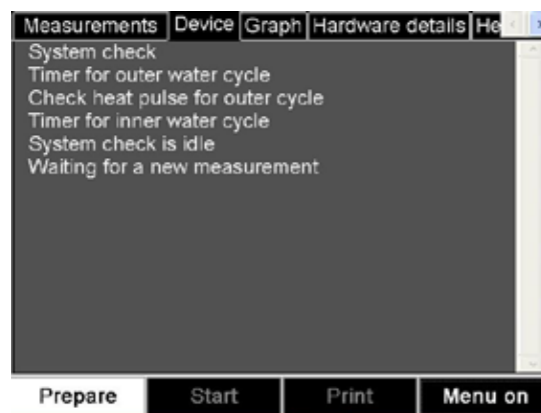 Measurements Device Graph Hardware details He
System check
Timer for outer water cycle
Check heat pulse for outer cycle
Timer for inner water cycle
System check is idle
Waiting for a new measurement
Prepare Start Print Menu on